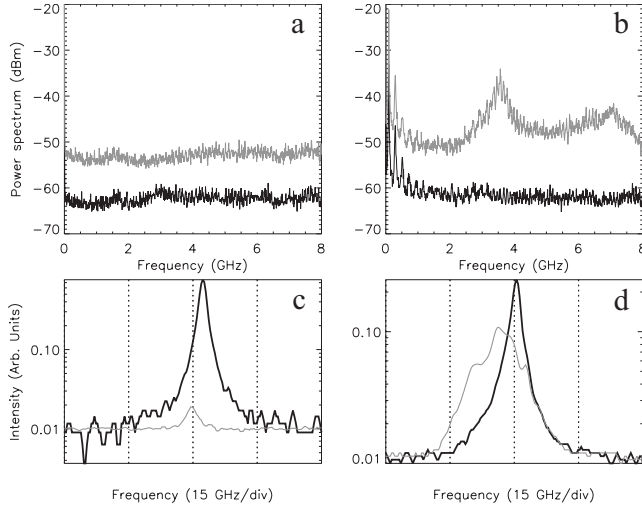 a
−20
−30
−40
−50
−60
−70
Power spectrum (dBm)
0 2 4 6 8
Frequency (GHz)
b
−20
−30
−40
−50
−60
−70
0 2 4 6 8
Frequency (GHz)
c
0.10
0.01
Intensity (Arb. Units)
Frequency (15 GHz/div)
d
0.10
0.01
Frequency (15 GHz/div)